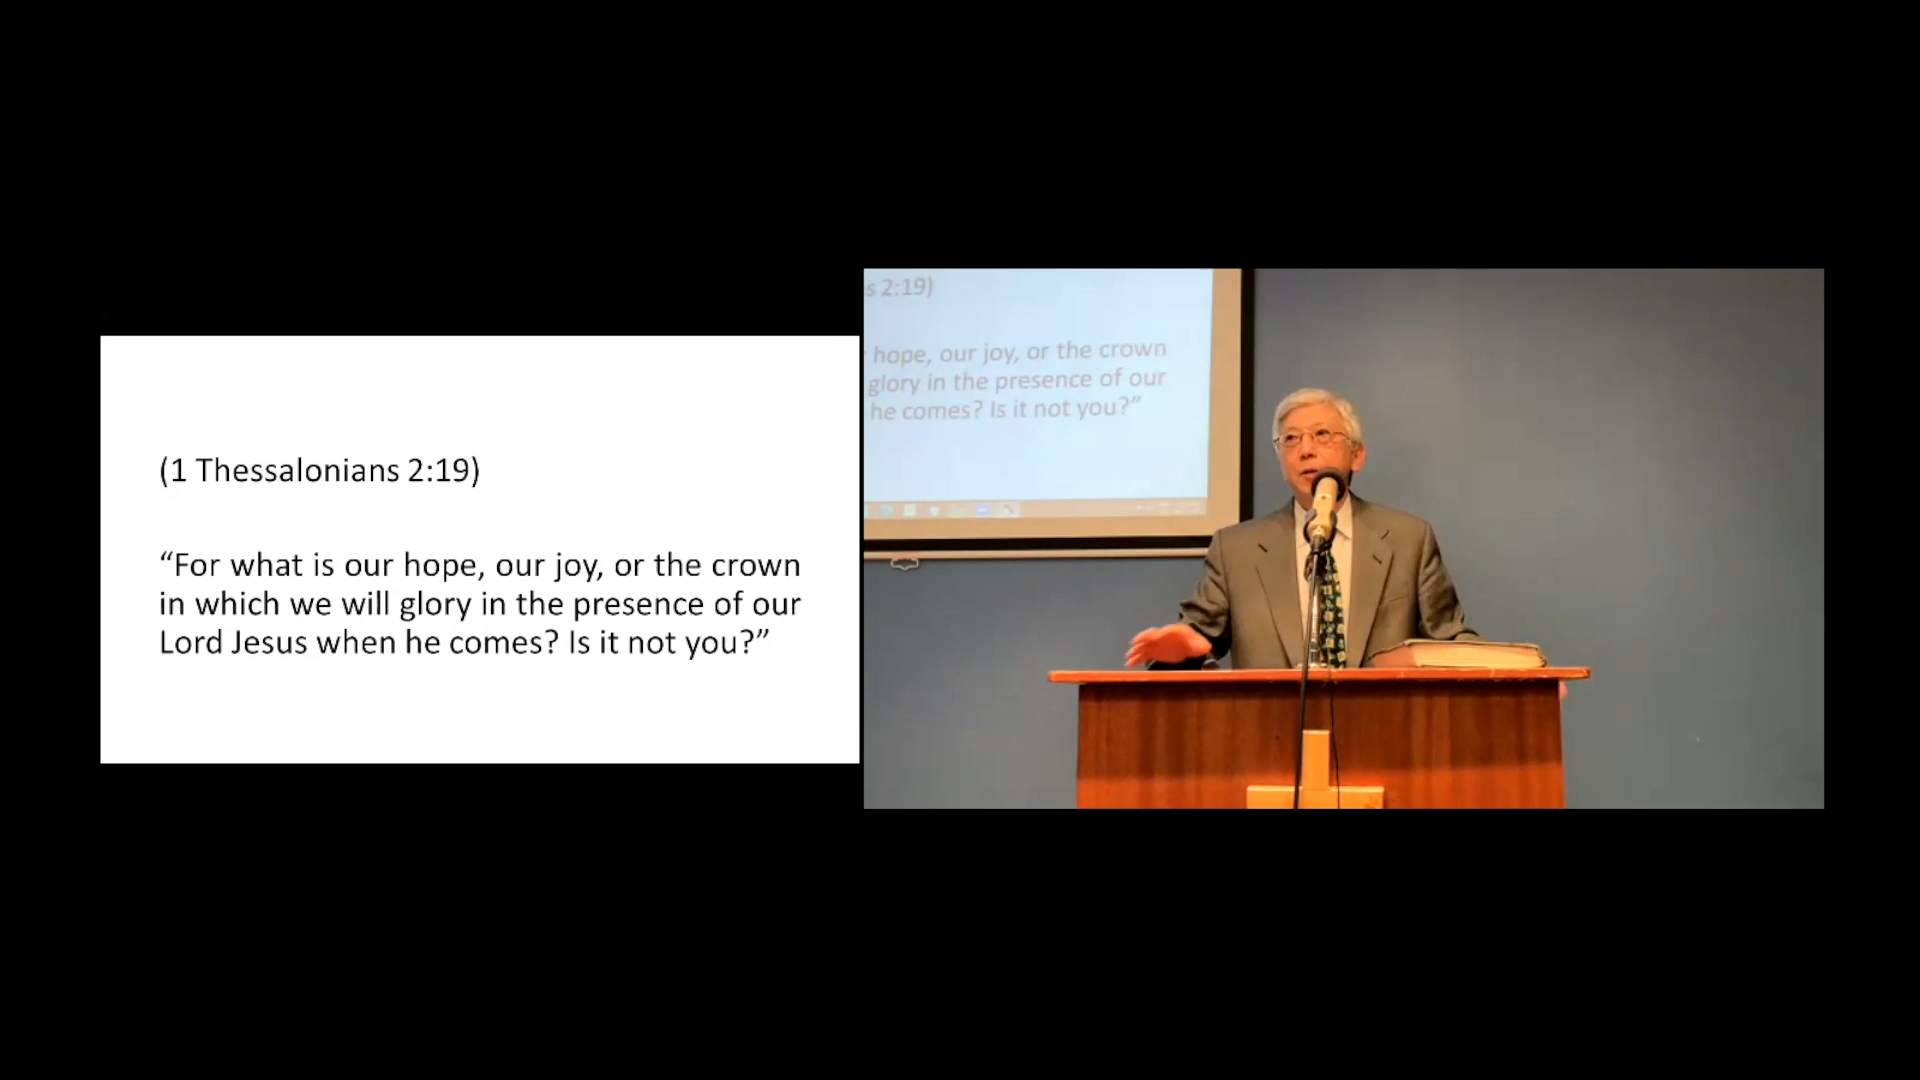 (1 Thessalonians 2:19)
“For what is our hope, our joy, or the crown
in which we will glory in the presence of our
Lord Jesus when he comes? Is it not you?”
s 2:19)
hope, our joy, or the crown
glory in the presence of our
he comes? Is it not you?”